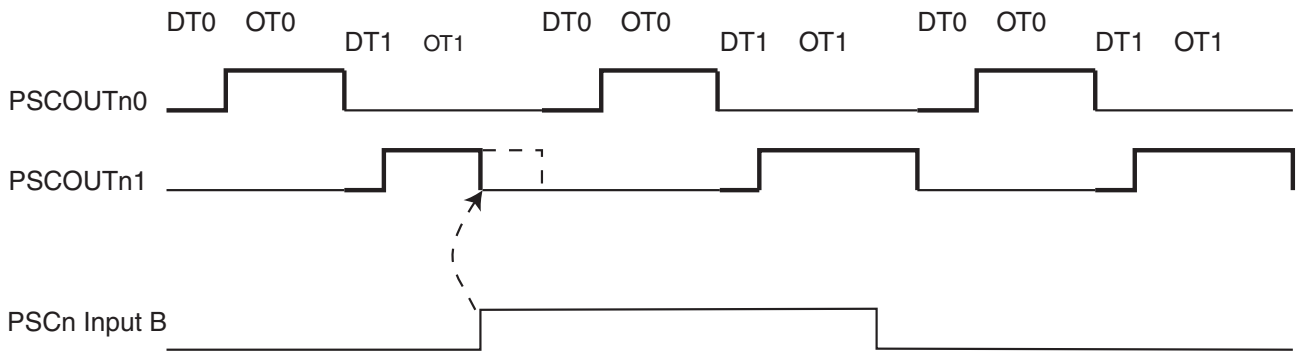 DT0 OT0 DT1 OT1 DT0 OT0 DT1 OT1 DT0 OT0 DT1 OT1
PSCOUTn0
PSCOUTn1
PSCn Input B